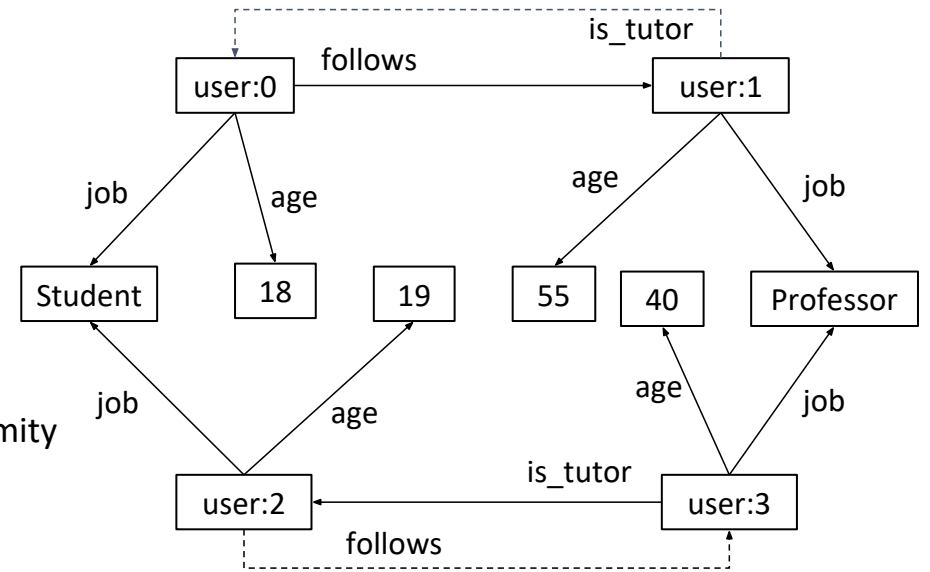 is_tutor
follows
user:0
user:1
job
age
age
job
Student
18
19
55
40
Professor
job
age
age
job
mity
is_tutor
user:2
user:3
follows